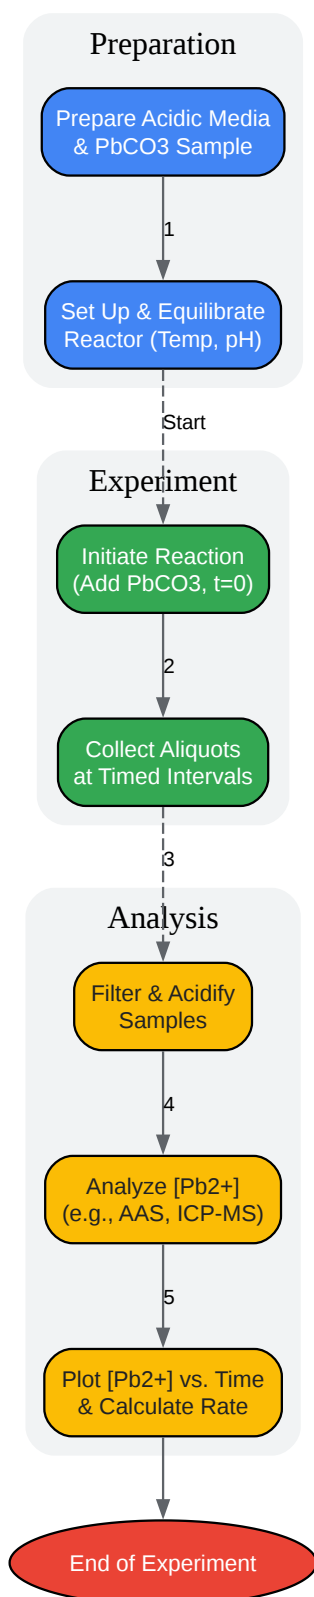 Preparation
Prepare Acidic Media
& PbCO3 Sample
1
Set Up & Equilibrate
Reactor (Temp, pH)
Start
Experiment
Initiate Reaction
(Add PbCO3, t=0)
2
Collect Aliquots
at Timed Intervals
3
Analysis
Filter & Acidify
Samples
4
Analyze [Pb2+]
(e.g., AAS, ICP-MS)
5
Plot [Pb2+] vs. Time
& Calculate Rate
End of Experiment